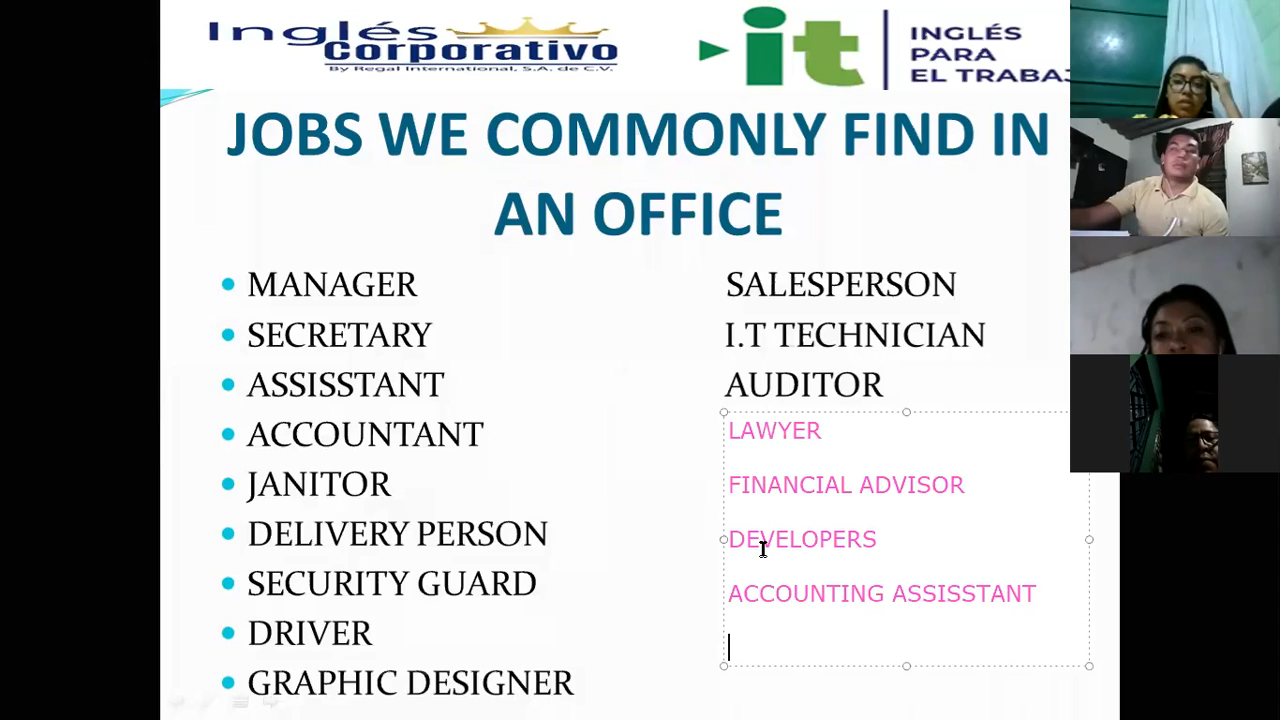 Inglés
Corporativo
By Regal International, S.A. de C.V.
it
INGLÉS
PARA
EL TRABAJ
JOBS WE COMMONLY FIND IN
AN OFFICE
MANAGER
SECRETARY
ASSISSTANT
ACCOUNTANT
JANITOR
DELIVERY PERSON
SECURITY GUARD
DRIVER
GRAPHIC DESIGNER
SALESPERSON
I.T TECHNICIAN
AUDITOR
LAWYER
FINANCIAL ADVISOR
DEVELOPERS
ACCOUNTING ASSISSTANT